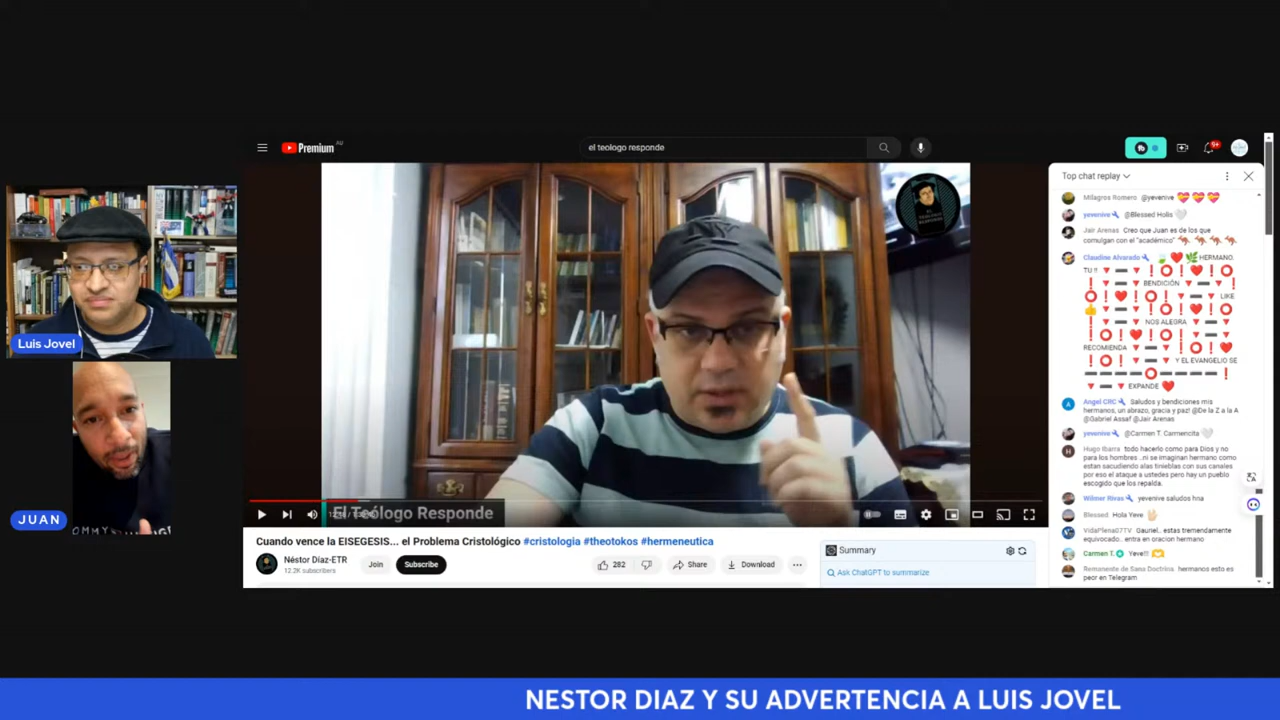 Premium
AU
el teologo responde
9+
Top chat replay
Milagros Romero @yevenive
yevenive @Blessed Holis
Jair Arenas Creo que Juan es de los que
comulgan con el "académico"
Claudine Alvarado HERMANO.
TU !!
BENDICIÓN
LIKE
NOS ALEGRA
RECOMIENDA Y EL EVANGELIO SE
EXPANDE
A
Angel CRC Saludos y bendiciones mis
hermanos, un abrazo, gracia y paz! @De la Z a la A
@Gabriel Assaf @Jair Arenas
yevenive @Carmen T. Carmencita
H
Hugo Ibarra todo hacerlo como para Dios y no
para los hombres ..ni se imaginan hermano como
estan sacudiendo alas tinieblas con sus canales
por eso el ataque a ustedes pero hay un pueblo
escogido que los repalda.
Wilmer Rivas yevenive saludos hna
Blessed. Hola Yeve
VidaPlena07TV Gauriel.. estas tremendamente
equivocado.. entra en oracion hermano
Carmen T. Yeve!!!
Remanente de Sana Doctrina hermanos esto es
peor en Telegram
EL
TEÓLOGO
RESPONDE
Luis Jovel
JUAN
El Teólogo Responde
Cuando vence la EISEGESIS... el Problema Cristológico #cristologia #theotokos #hermeneutica
Néstor Díaz-ETR
12.2K subscribers
Join
Subscribe
282
Share
Download
Summary
Ask ChatGPT to summarize
NESTOR DIAZ Y SU ADVERTENCIA A LUIS JOVEL